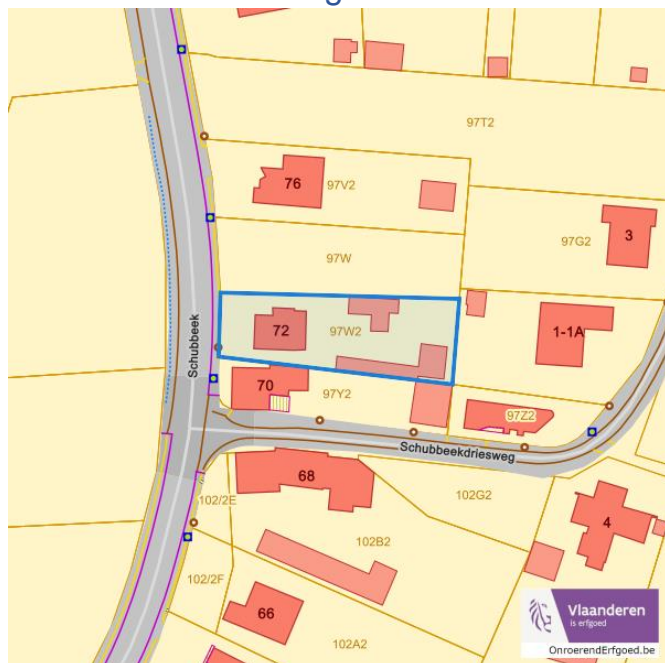 97T2
76
97V2
3
97G2
97W
Schubbeek
72
97W2
1-1A
70
97Y2
97Z2
Schubbeekdriesweg
68
102/2E
102G2
4
102B2
102/2F
66
102A2
Vlaanderen
is erfgoed
OnroerendErfgoed.be